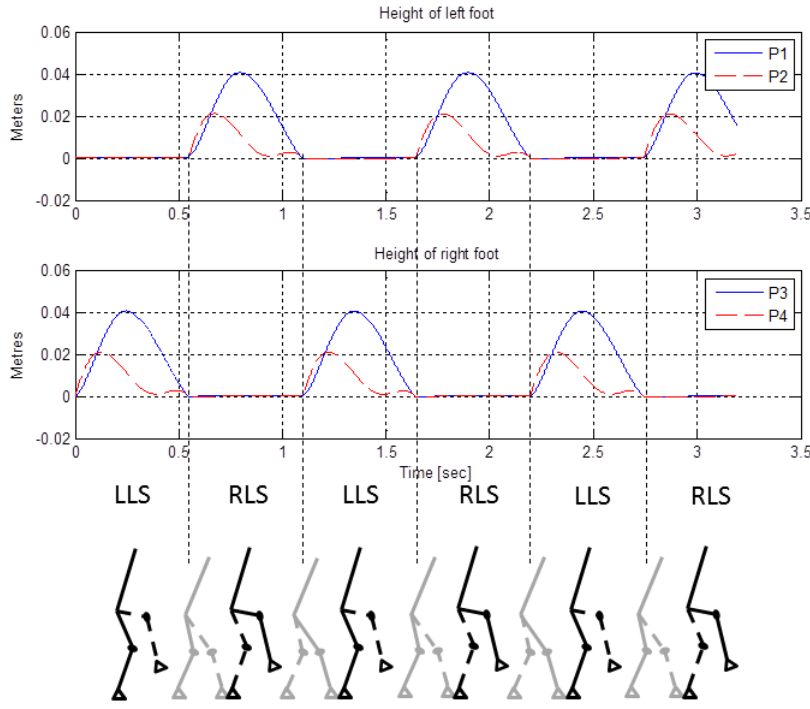 Height of left foot
0.06
0.04
0.02
0
-0.02
Meters
P1
P2
0 0.5 1 1.5 2 2.5 3 3.5
Height of right foot
0.06
0.04
0.02
0
-0.02
Metres
P3
P4
0 0.5 1 1.5 2 2.5 3 3.5
Time [sec]
LLS RLS LLS RLS LLS RLS